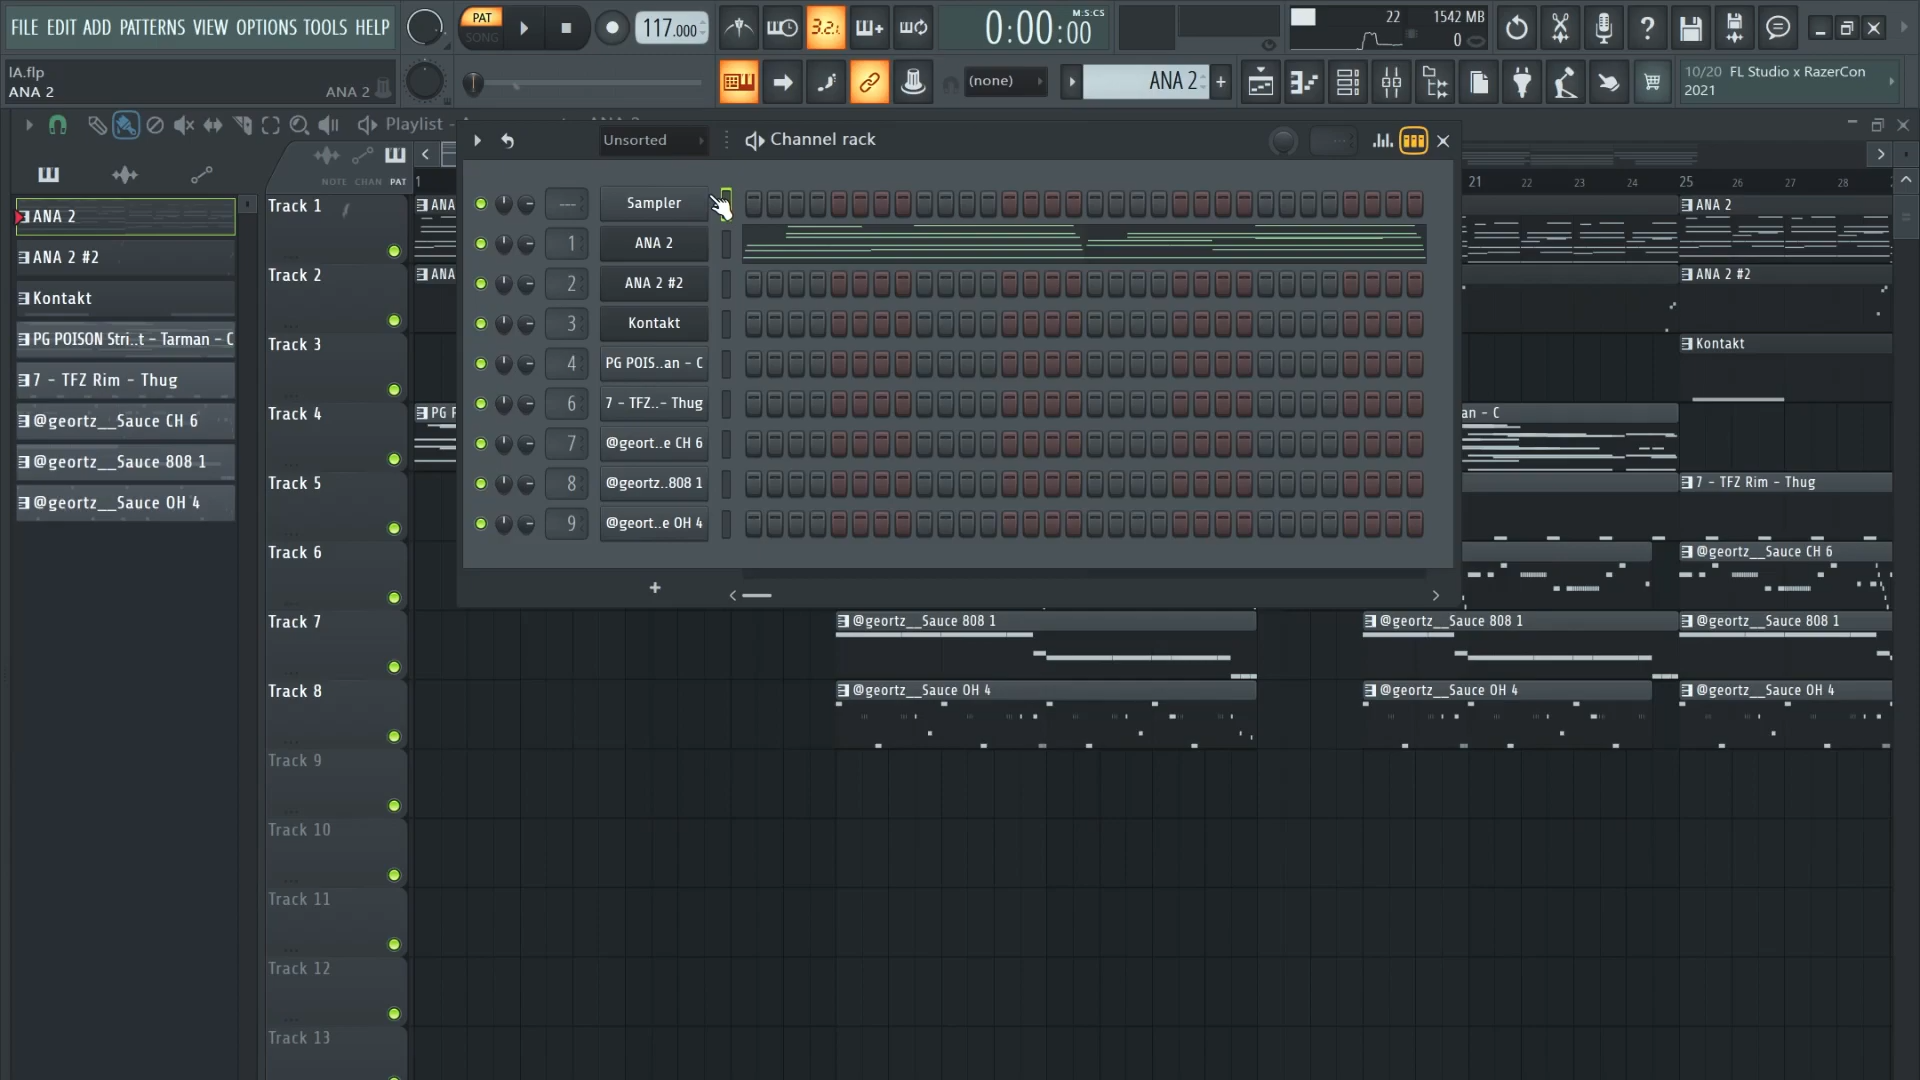 FILE EDIT ADD PATTERNS VIEW OPTIONS TOOLS HELP
PAT
SONG
117.000
3.2.
0:00:00
M:S:CS
22
1542 MB
0
IA.flp
ANA 2
ANA 2
(none)
ANA 2
+
10/20 FL Studio x RazerCon
2021
Playlist -
Unsorted
Channel rack
NOTE CHAN PAT
1
21 22 23 24 25 26 27 28
ANA 2
ANA 2 #2
Kontakt
PG POISON Stri..t - Tarman - C
7 - TFZ Rim - Thug
@geortz__Sauce CH 6
@geortz__Sauce 808 1
@geortz__Sauce OH 4
Track 1
Track 2
Track 3
Track 4
Track 5
Track 6
Track 7
Track 8
Track 9
Track 10
Track 11
Track 12
Track 13
--- Sampler
1 ANA 2
2 ANA 2 #2
3 Kontakt
4 PG POIS..an - C
6 7 - TFZ..- Thug
7 @geort..e CH 6
8 @geortz..808 1
9 @geort..e OH 4
+
ANA
ANA 2
ANA
ANA 2 #2
Kontakt
PG P
an - C
7 - TFZ Rim - Thug
@geortz__Sauce CH 6
@geortz__Sauce 808 1
@geortz__Sauce 808 1
@geortz__Sauce 808 1
@geortz__Sauce OH 4
@geortz__Sauce OH 4
@geortz__Sauce OH 4